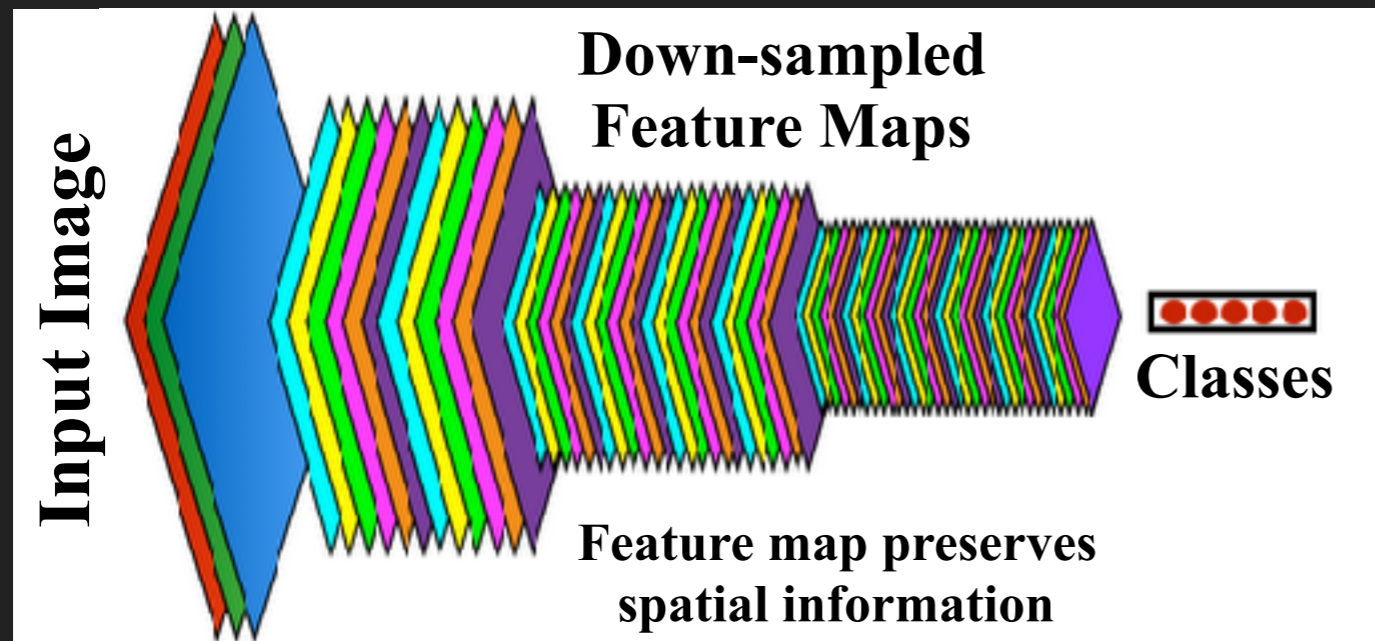 Input Image
Down-sampled
Feature Maps
Classes
Feature map preserves
spatial information